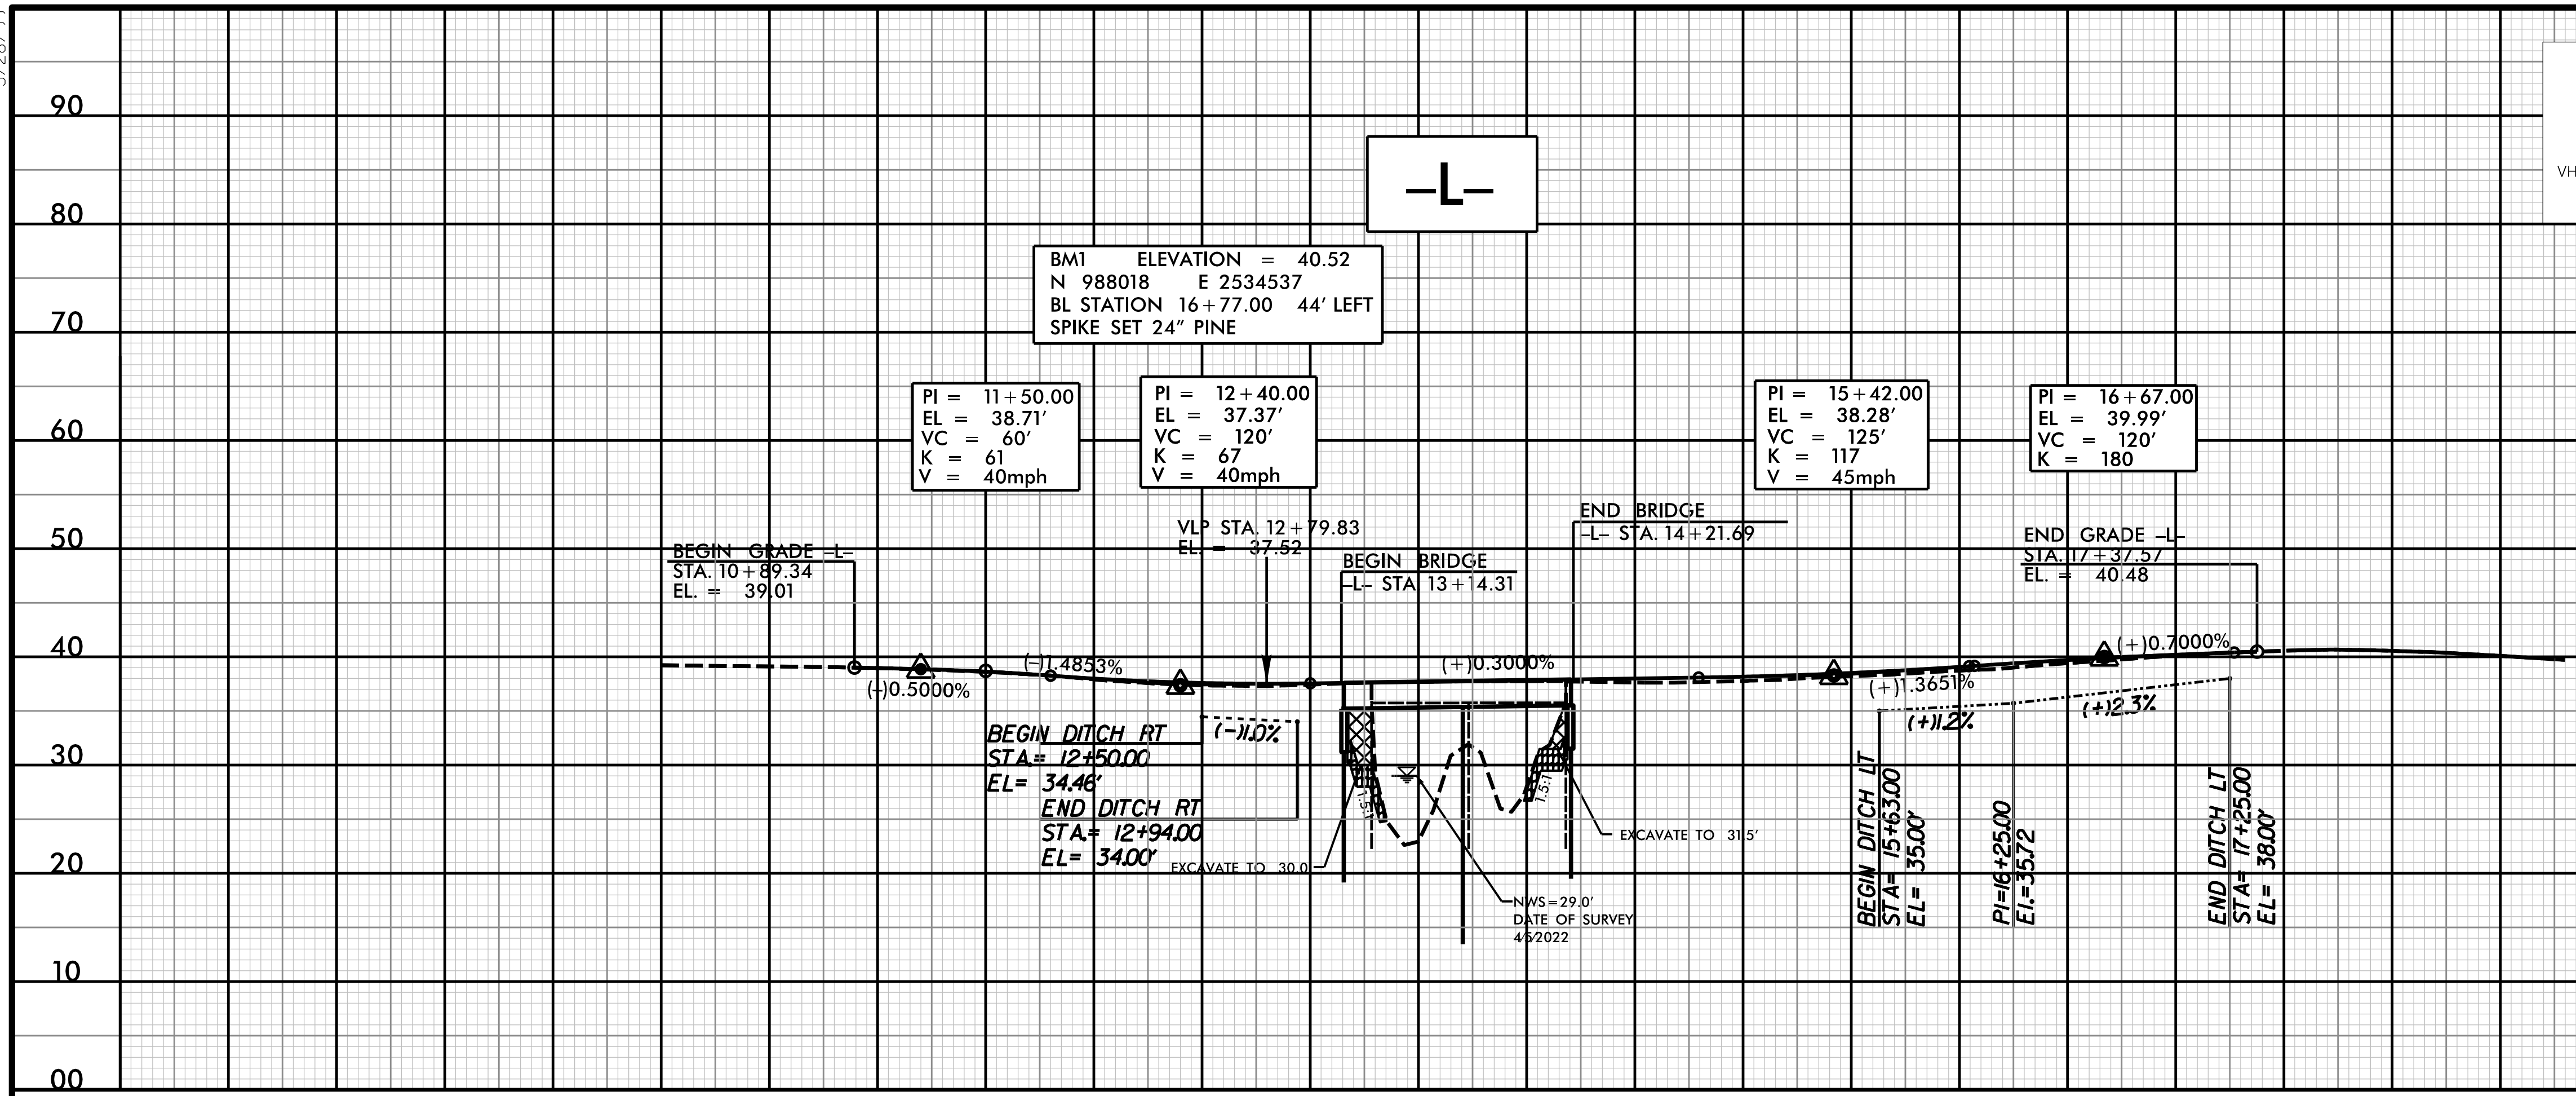 –L–
BM1 ELEVATION = 40.52
N 988018 E 2534537
BL STATION 16+77.00 44' LEFT
SPIKE SET 24" PINE
PI = 11+50.00
EL = 38.71'
VC = 60'
K = 61
V = 40mph
PI = 12+40.00
EL = 37.37'
VC = 120'
K = 67
V = 40mph
PI = 15+42.00
EL = 38.28'
VC = 125'
K = 117
V = 45mph
PI = 16+67.00
EL = 39.99'
VC = 120'
K = 180
BEGIN GRADE –L–
STA. 10+89.34
EL. = 39.01
VLP STA. 12+79.83
EL. = 37.52
BEGIN BRIDGE
–L– STA 13+14.31
END BRIDGE
–L– STA. 14+21.69
END GRADE –L–
STA. 17+37.57
EL. = 40.48
(–)0.5000%
(–)1.4853%
(+)0.3000%
(+)1.3651%
(+)0.7000%
(–)1.0%
(+)1.2%
(+)2.3%
BEGIN DITCH RT
STA.= 12+50.00
EL= 34.46'
END DITCH RT
STA.= 12+94.00
EL= 34.00'
EXCAVATE TO 30.0
1.5:1
1.5:1
EXCAVATE TO 31.5'
NWS=29.0'
DATE OF SURVEY
4/5/2022
BEGIN DITCH LT
STA= 15+63.00
EL= 35.00'
PI=16+25.00
El.=35.72
END DITCH LT
STA= 17+25.00
EL= 38.00'
90
80
70
60
50
40
30
20
10
00
VH